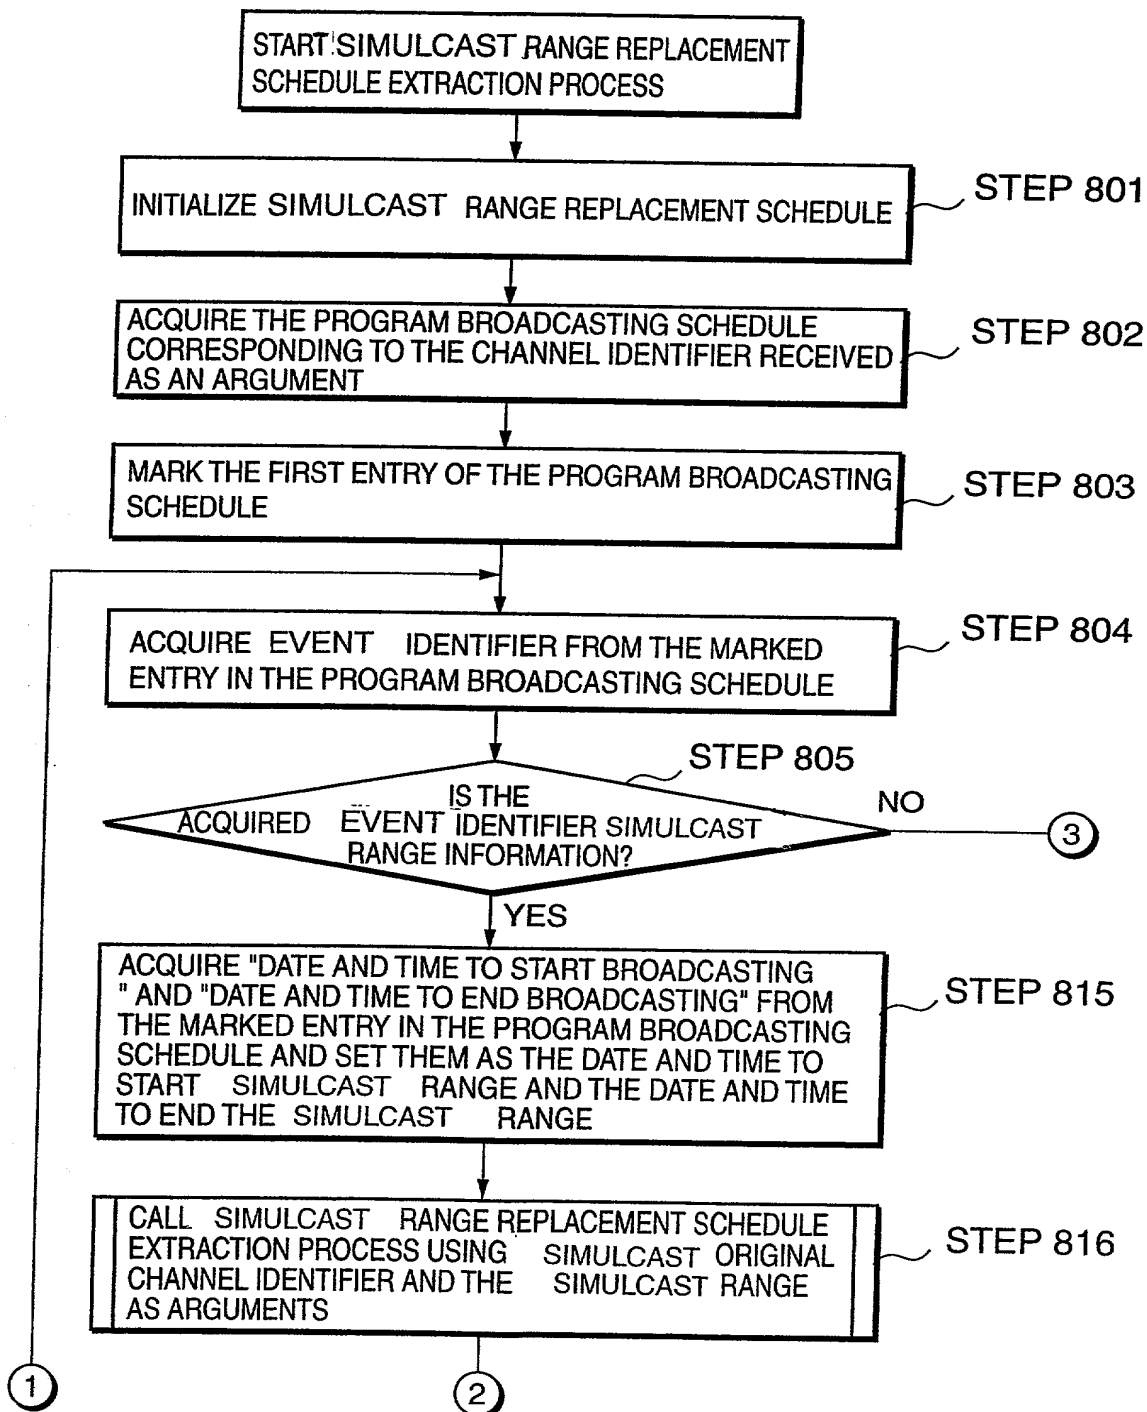 START SIMULCAST RANGE REPLACEMENT
SCHEDULE EXTRACTION PROCESS
INITIALIZE SIMULCAST RANGE REPLACEMENT SCHEDULE
STEP 801
ACQUIRE THE PROGRAM BROADCASTING SCHEDULE
CORRESPONDING TO THE CHANNEL IDENTIFIER RECEIVED
AS AN ARGUMENT
STEP 802
MARK THE FIRST ENTRY OF THE PROGRAM BROADCASTING
SCHEDULE
STEP 803
ACQUIRE EVENT IDENTIFIER FROM THE MARKED
ENTRY IN THE PROGRAM BROADCASTING SCHEDULE
STEP 804
STEP 805
IS THE
ACQUIRED EVENT IDENTIFIER SIMULCAST
RANGE INFORMATION?
NO
3
YES
ACQUIRE "DATE AND TIME TO START BROADCASTING
" AND "DATE AND TIME TO END BROADCASTING" FROM
THE MARKED ENTRY IN THE PROGRAM BROADCASTING
SCHEDULE AND SET THEM AS THE DATE AND TIME TO
START SIMULCAST RANGE AND THE DATE AND TIME
TO END THE SIMULCAST RANGE
STEP 815
CALL SIMULCAST RANGE REPLACEMENT SCHEDULE
EXTRACTION PROCESS USING SIMULCAST ORIGINAL
CHANNEL IDENTIFIER AND THE SIMULCAST RANGE
AS ARGUMENTS
STEP 816
1
2